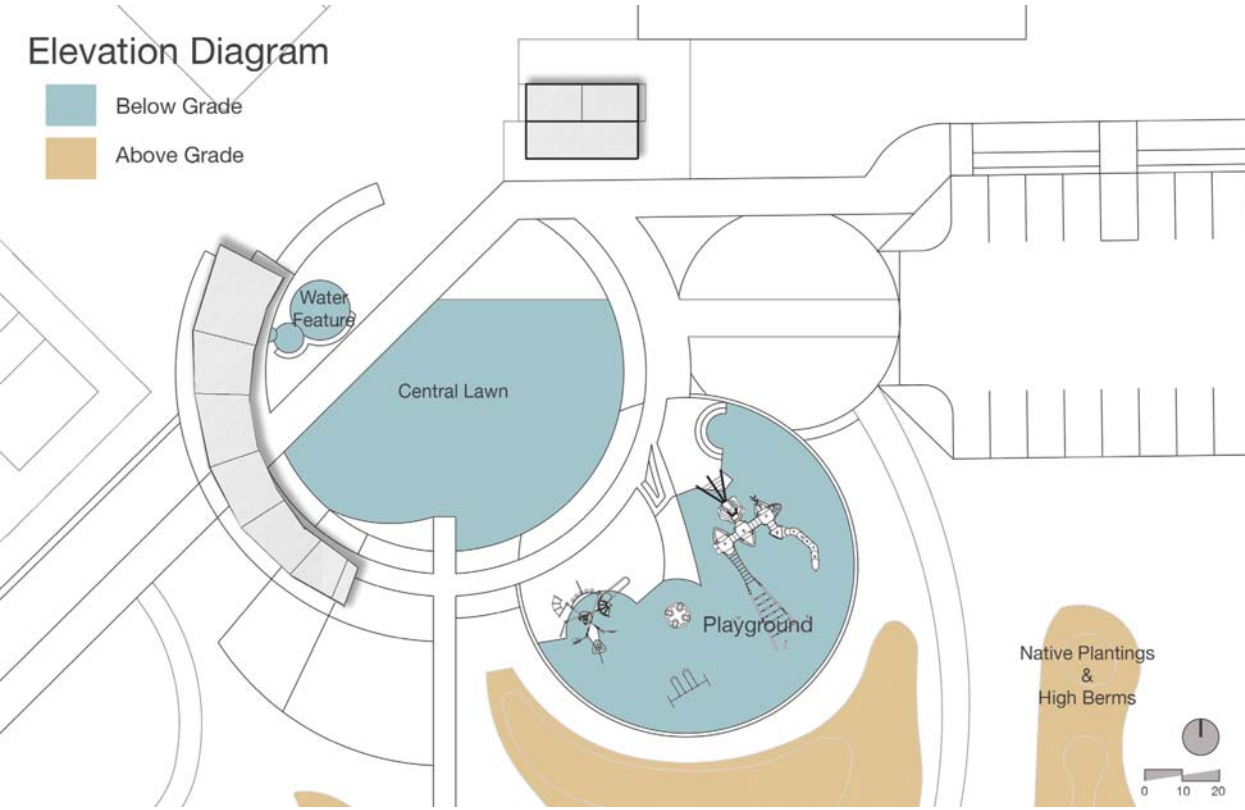 Elevation Diagram
Below Grade
Above Grade
Water
Feature
Central Lawn
Playground
Native Plantings
&
High Berms
0 10 20